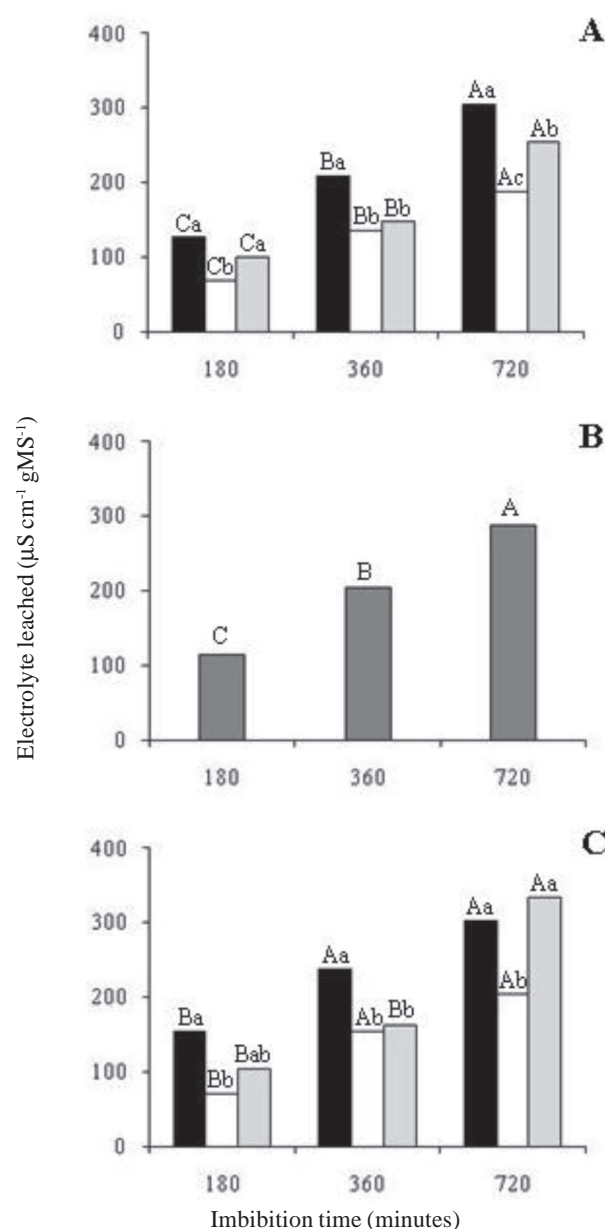 A
400
300
200
100
0
Ca
Cb
Ca
Ba
Bb
Bb
Aa
Ac
Ab
180 360 720
Electrolyte leached (µS cm⁻¹ gMS⁻¹)
B
400
300
200
100
0
C
B
A
180 360 720
C
400
300
200
100
0
Ba
Bb
Bab
Aa
Ab
Bb
Aa
Ab
Aa
180 360 720
Imbibition time (minutes)